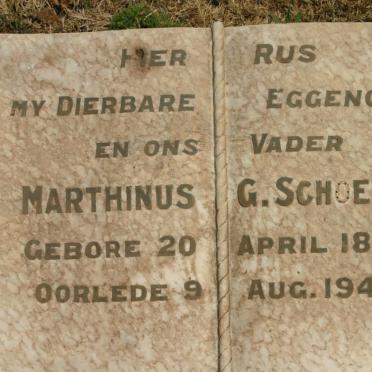 HIER RUS
MY DIERBARE EGGENO
EN ONS VADER
MARTHINUS G. SCHOE
GEBORE 20 APRIL 18
OORLEDE 9 AUG. 194